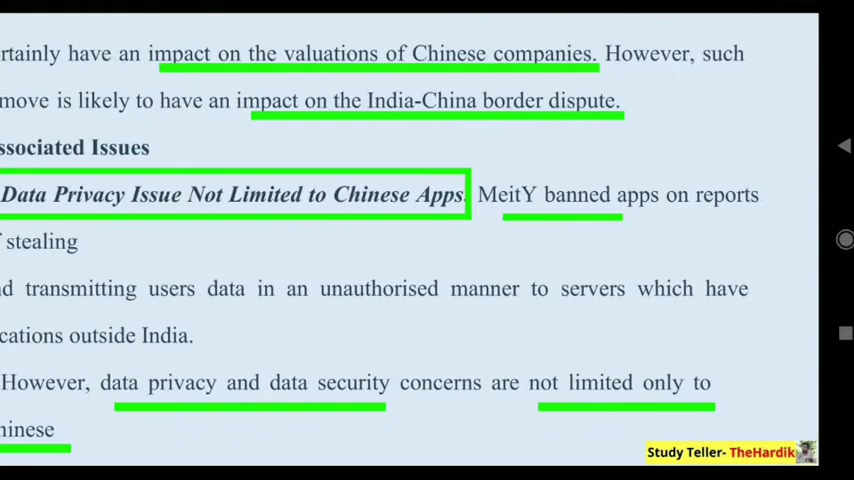 rtainly have an impact on the valuations of Chinese companies. However, such
move is likely to have an impact on the India-China border dispute.
ssociated Issues
Data Privacy Issue Not Limited to Chinese Apps. MeitY banned apps on reports
f stealing
nd transmitting users data in an unauthorised manner to servers which have
cations outside India.
However, data privacy and data security concerns are not limited only to
hinese
Study Teller- TheHardik